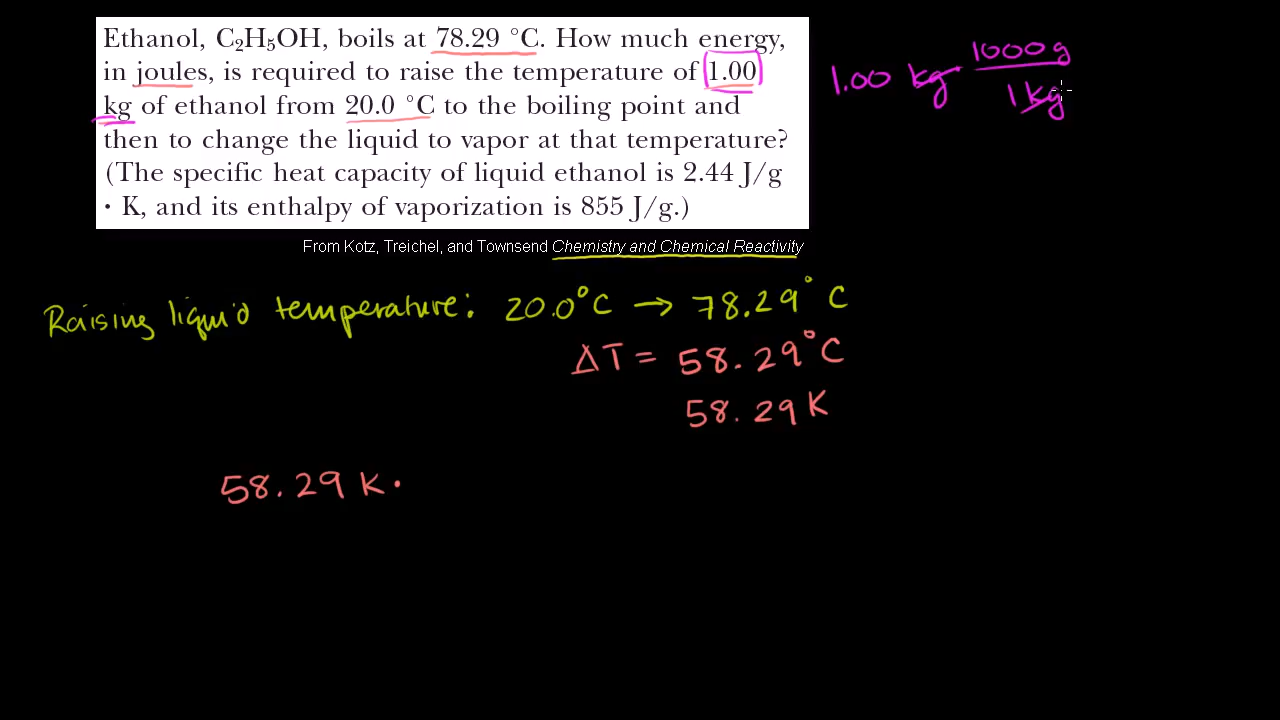 Ethanol, C₂H₅OH, boils at 78.29 °C. How much energy,
in joules, is required to raise the temperature of 1.00
kg of ethanol from 20.0 °C to the boiling point and
then to change the liquid to vapor at that temperature?
(The specific heat capacity of liquid ethanol is 2.44 J/g
· K, and its enthalpy of vaporization is 855 J/g.)
From Kotz, Treichel, and Townsend Chemistry and Chemical Reactivity
1.00 kg · 1000g
1kg
Raising liquid temperature: 20.0°C → 78.29°C
ΔT = 58.29°C
58.29K
58.29 K ·